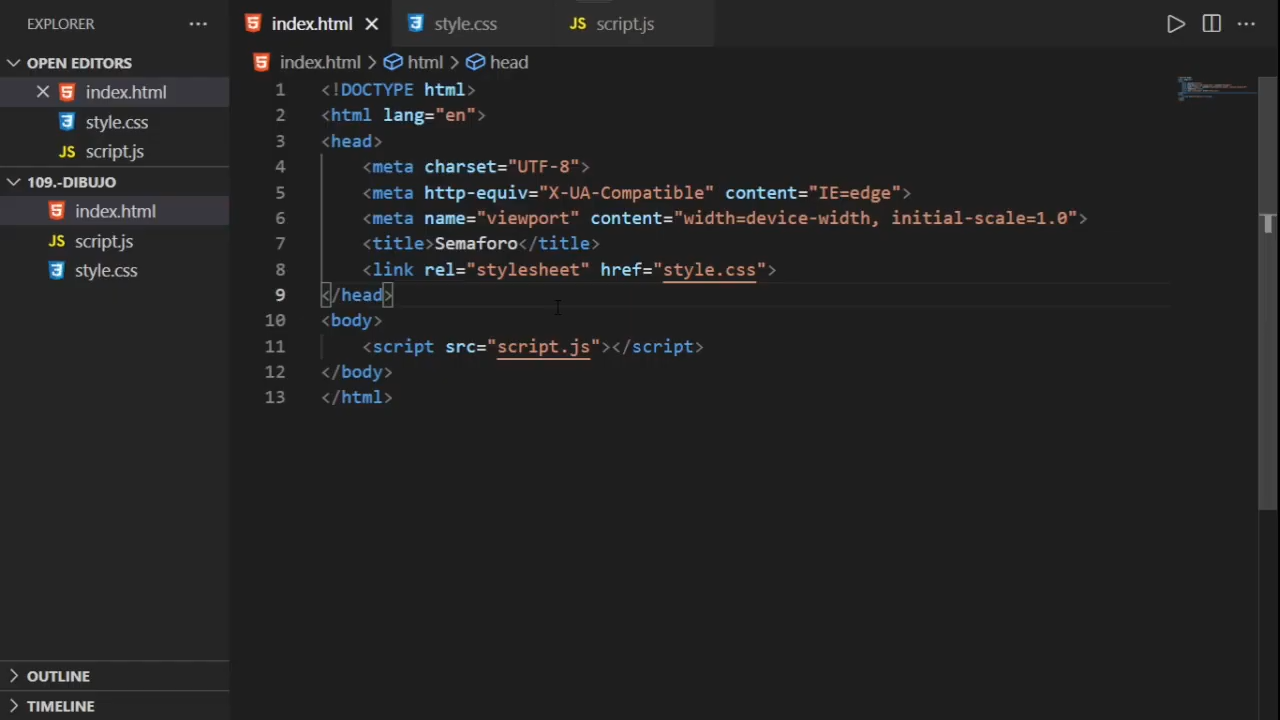 EXPLORER
OPEN EDITORS
index.html
style.css
JS script.js
109.-DIBUJO
index.html
JS script.js
style.css
OUTLINE
TIMELINE
index.html
style.css
JS script.js
index.html > html > head
1 <!DOCTYPE html>
2 <html lang="en">
3 <head>
4 <meta charset="UTF-8">
5 <meta http-equiv="X-UA-Compatible" content="IE=edge">
6 <meta name="viewport" content="width=device-width, initial-scale=1.0">
7 <title>Semaforo</title>
8 <link rel="stylesheet" href="style.css">
9 </head>
10 <body>
11 <script src="script.js"></script>
12 </body>
13 </html>